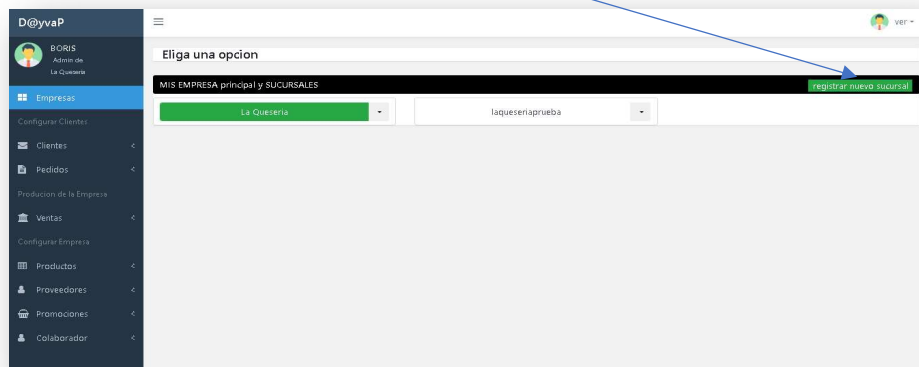 D@yvaP
ver
BORIS
Admin de
La Queseria
Eliga una opcion
MIS EMPRESA principal y SUCURSALES
registrar nuevo sucursal
La Queseria
laqueseriaprueba
Empresas
Configurar Clientes
Clientes
Pedidos
Producion de la Empresa
Ventas
Configurar Empresa
Productos
Proveedores
Promociones
Colaborador